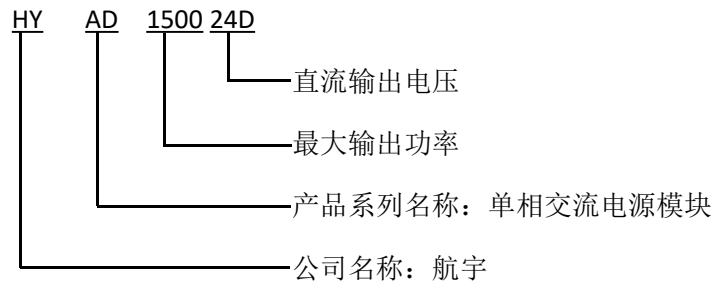 HY AD 1500 24D
直流输出电压
最大输出功率
产品系列名称：单相交流电源模块
公司名称：航宇